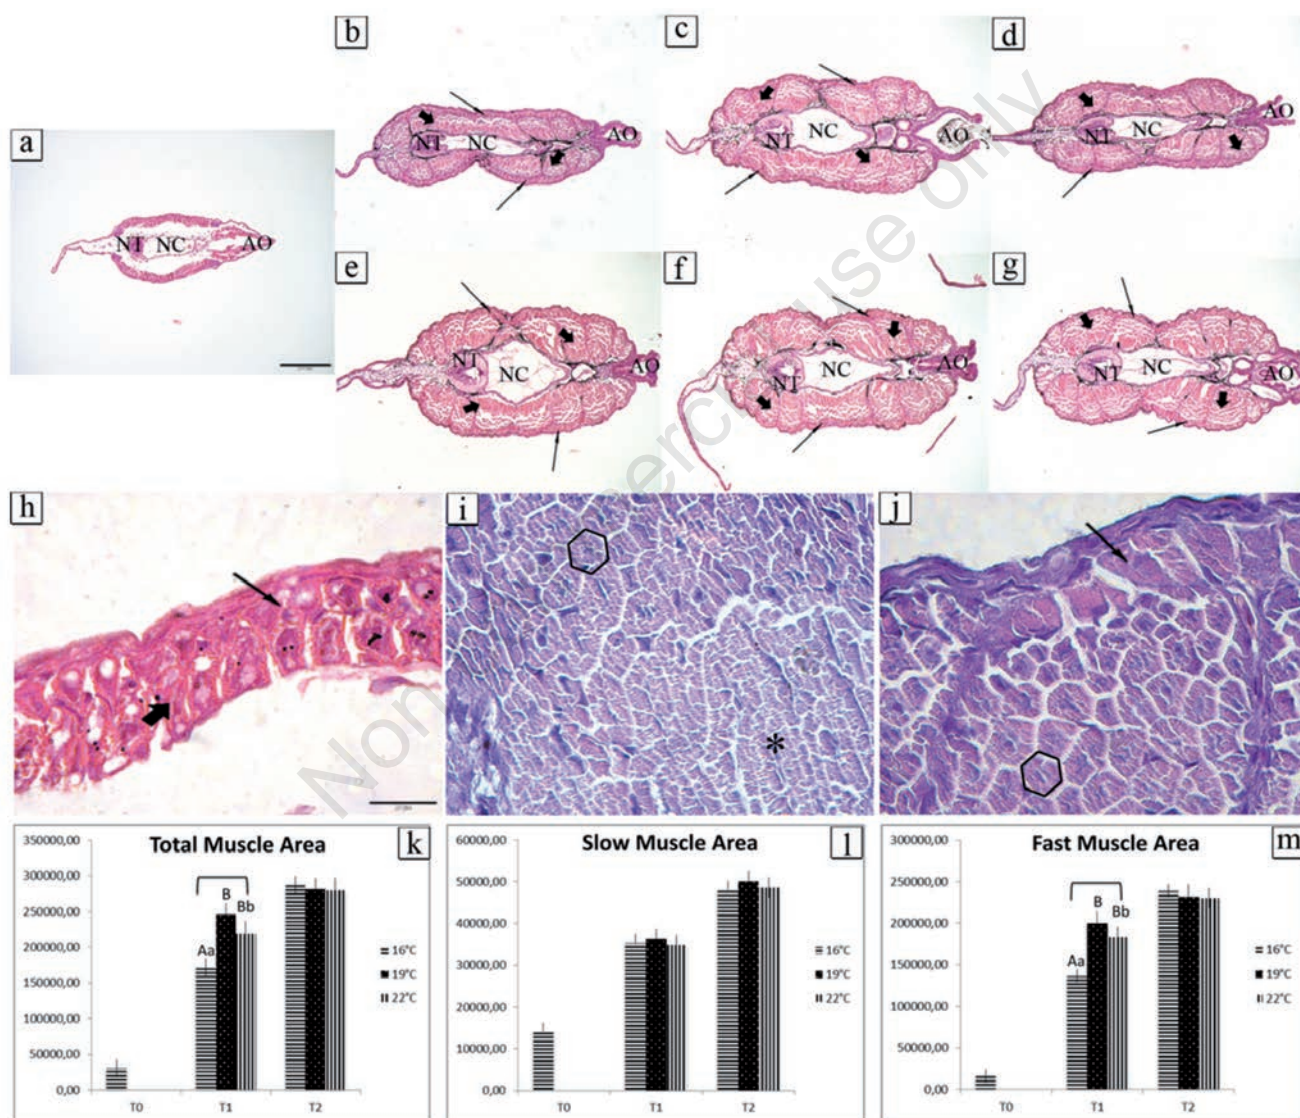 a
NT NC AO
b
NT NC AO
c
NT NC AO
d
NT NC AO
e
NT NC AO
f
NT NC AO
g
NT NC AO
Non-commercial use only
h
i
*
j
Total Muscle Area
k
350000,00
300000,00
250000,00
200000,00
150000,00
100000,00
50000,00
0,00
Aa
B
Bb
T0 T1 T2
16°C
19°C
22°C
Slow Muscle Area
l
60000,00
50000,00
40000,00
30000,00
20000,00
10000,00
0,00
T0 T1 T2
16°C
19°C
22°C
Fast Muscle Area
m
300000,00
250000,00
200000,00
150000,00
100000,00
50000,00
0,00
Aa
B
Bb
T0 T1 T2
16°C
19°C
22°C